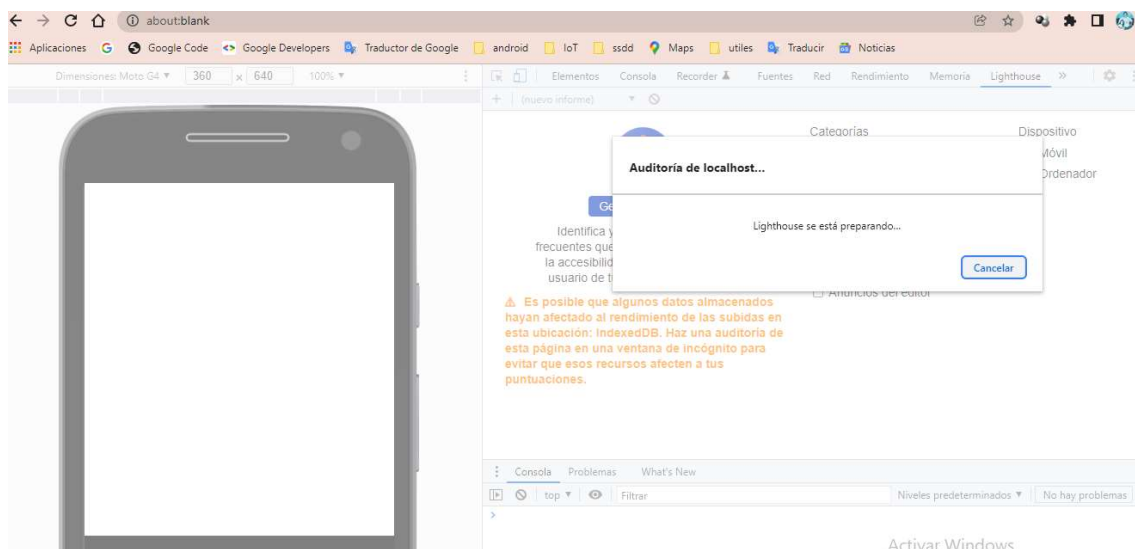 about:blank
Aplicaciones Google Code Google Developers Traductor de Google android IoT ssdd Maps utiles Traducir Noticias
Dimensiones: Moto G4 ▼ 360 x 640 100% ▼
Elementos Consola Recorder Fuentes Red Rendimiento Memoria Lighthouse »
+ (nuevo informe) ▼
Categorías Dispositivo
Móvil
Ordenador
Auditoría de localhost...
Lighthouse se está preparando...
Cancelar
Ge
Identifica y
frecuentes que
la accesibilid
usuario de ti
Anuncios del editor
Es posible que algunos datos almacenados
hayan afectado al rendimiento de las subidas en
esta ubicación: IndexedDB. Haz una auditoría de
esta página en una ventana de incógnito para
evitar que esos recursos afecten a tus
puntuaciones.
Consola Problemas What's New
top ▼ Filtrar Niveles predeterminados ▼ No hay problemas
>
Activar Windows